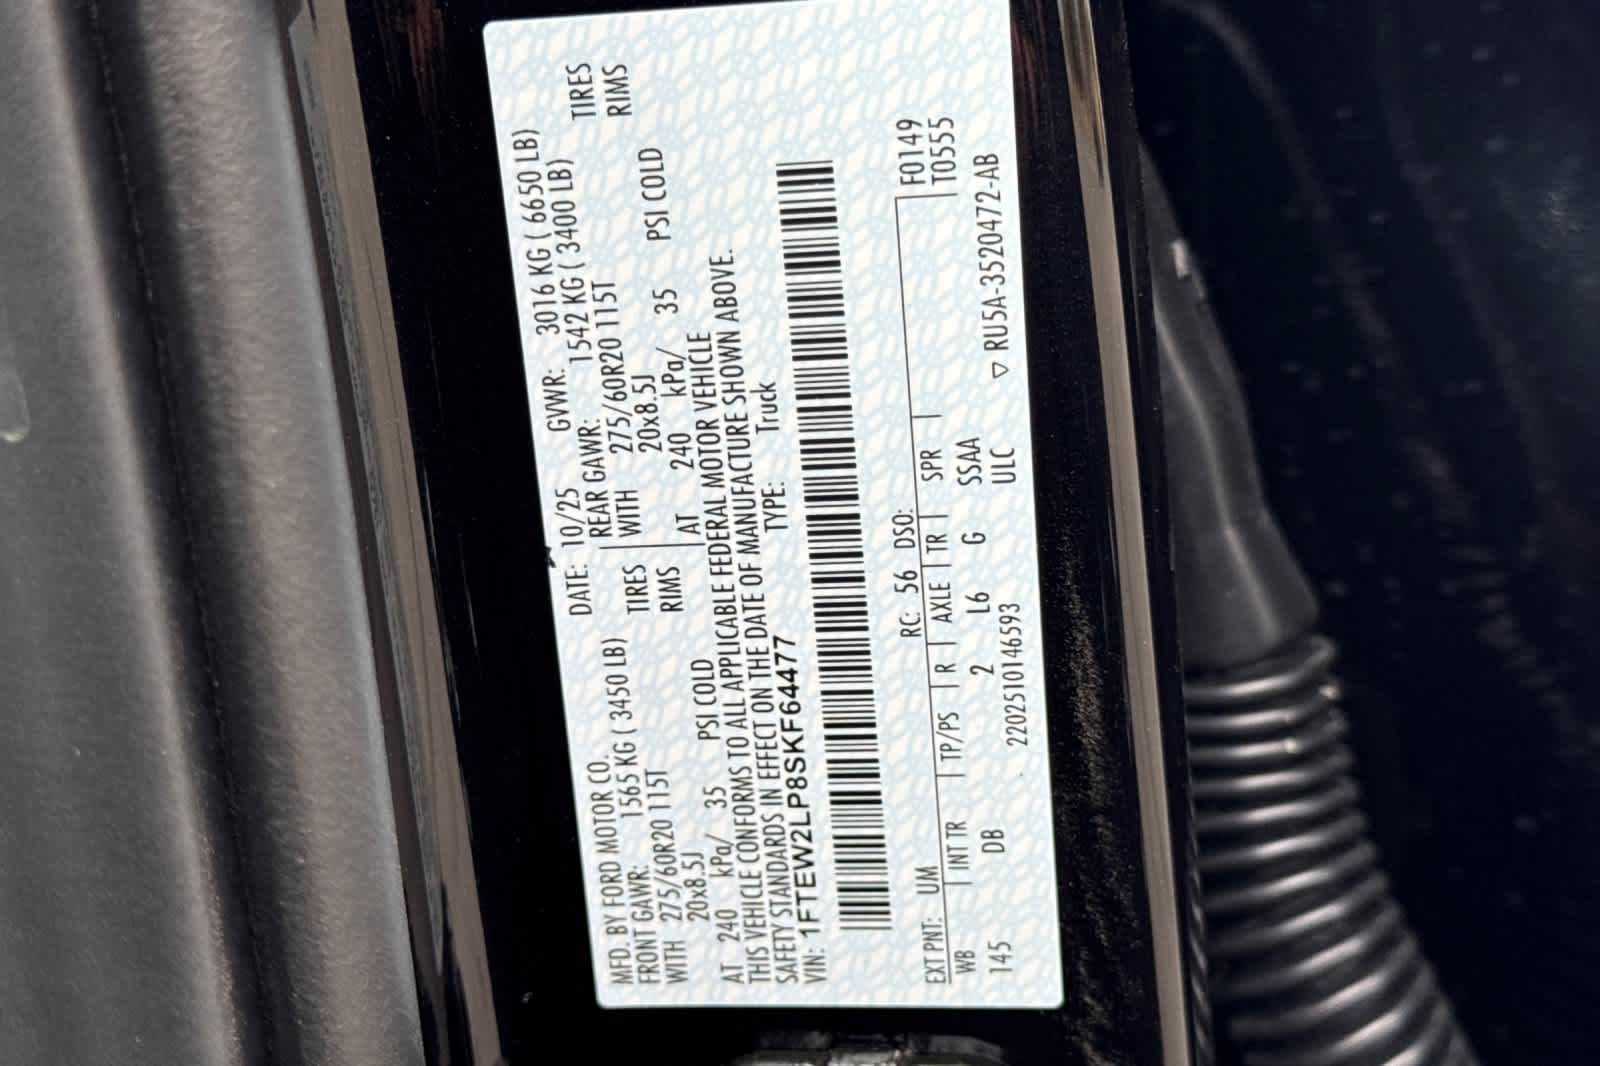 MFD. BY FORD MOTOR CO. DATE: 10/25 GVWR: 3016 KG ( 6650 LB)
FRONT GAWR: 1565 KG ( 3450 LB) REAR GAWR: 1542 KG ( 3400 LB)
WITH 275/60R20 115T TIRES WITH 275/60R20 115T TIRES
20x8.5J RIMS 20x8.5J RIMS
AT 240 kPa/ 35 PSI COLD AT 240 kPa/ 35 PSI COLD
THIS VEHICLE CONFORMS TO ALL APPLICABLE FEDERAL MOTOR VEHICLE
SAFETY STANDARDS IN EFFECT ON THE DATE OF MANUFACTURE SHOWN ABOVE.
VIN: 1FTEW2LP8SKF64477 TYPE: Truck
EXT PNT: UM RC: 56 DSO: F0149
WB INT TR TP/PS R AXLE TR SPR T0555
145 DB 2 L6 G SSAA
ULC
2202510146593 ▽ RU5A-3520472-AB